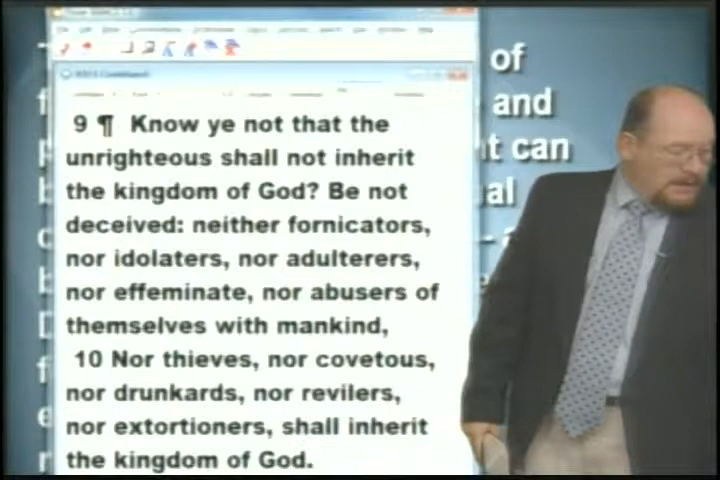 of
and
can
9 ¶ Know ye not that the
unrighteous shall not inherit
the kingdom of God? Be not
deceived: neither fornicators,
nor idolaters, nor adulterers,
nor effeminate, nor abusers of
themselves with mankind,
10 Nor thieves, nor covetous,
nor drunkards, nor revilers,
nor extortioners, shall inherit
the kingdom of God.